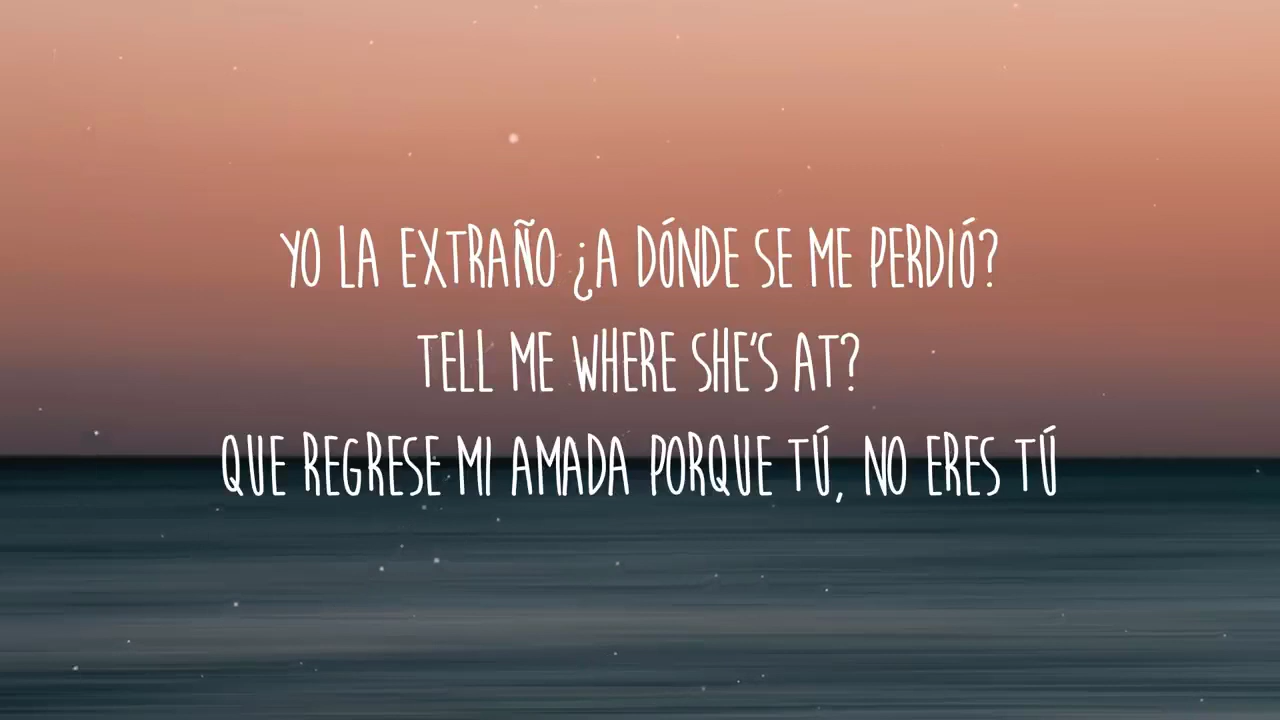 YO LA EXTRAÑO ¿A DÓNDE SE ME PERDIÓ?
TELL ME WHERE SHE'S AT?
QUE REGRESE MI AMADA PORQUE TÚ, NO ERES TÚ